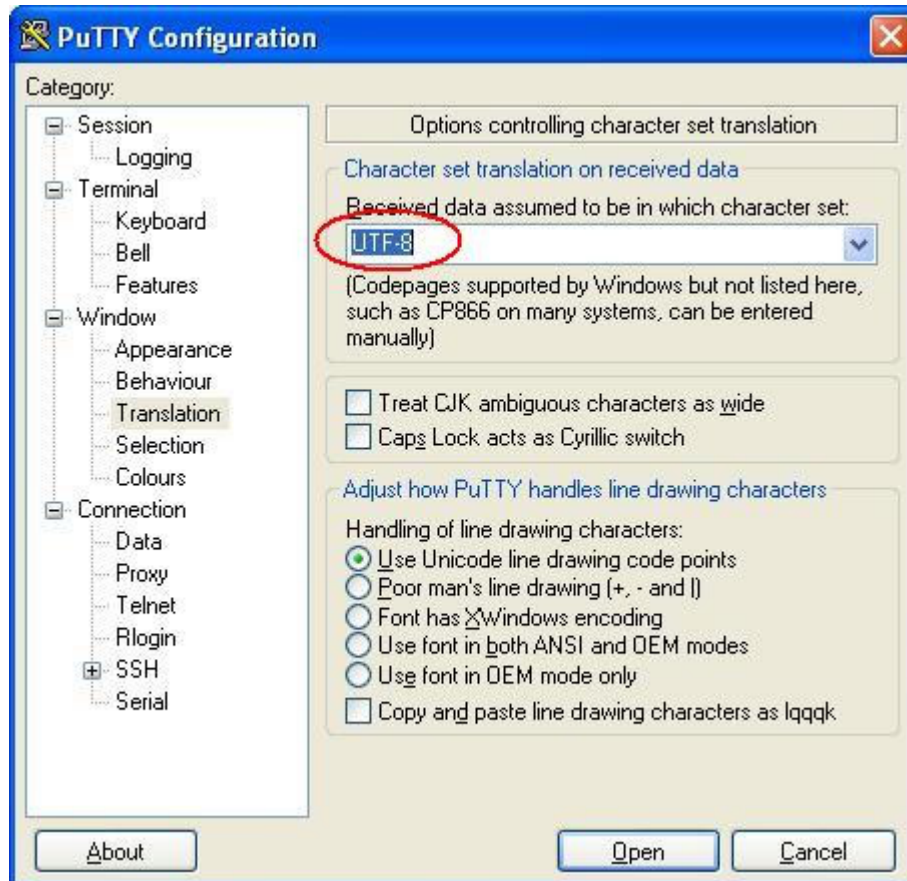 PuTTY Configuration
Category:
Session
Logging
Terminal
Keyboard
Bell
Features
Window
Appearance
Behaviour
Translation
Selection
Colours
Connection
Data
Proxy
Telnet
Rlogin
SSH
Serial
Options controlling character set translation
Character set translation on received data
Received data assumed to be in which character set:
UTF-8
(Codepages supported by Windows but not listed here,
such as CP866 on many systems, can be entered
manually)
Treat CJK ambiguous characters as wide
Caps Lock acts as Cyrillic switch
Adjust how PuTTY handles line drawing characters
Handling of line drawing characters:
Use Unicode line drawing code points
Poor man's line drawing (+, - and |)
Font has XWindows encoding
Use font in both ANSI and OEM modes
Use font in OEM mode only
Copy and paste line drawing characters as lqqqk
About
Open
Cancel